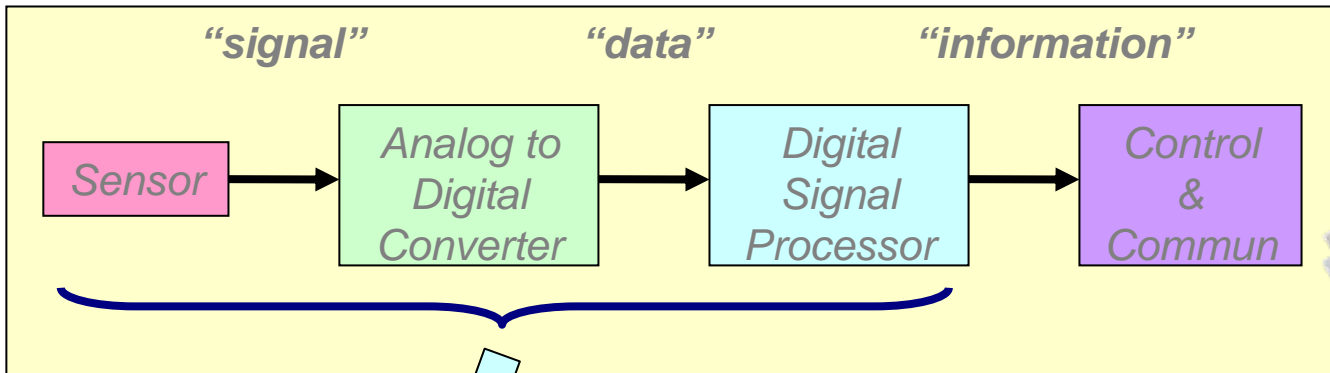 “signal” “data” “information”
Sensor
Analog to
Digital
Converter
Digital
Signal
Processor
Control
&
Commun